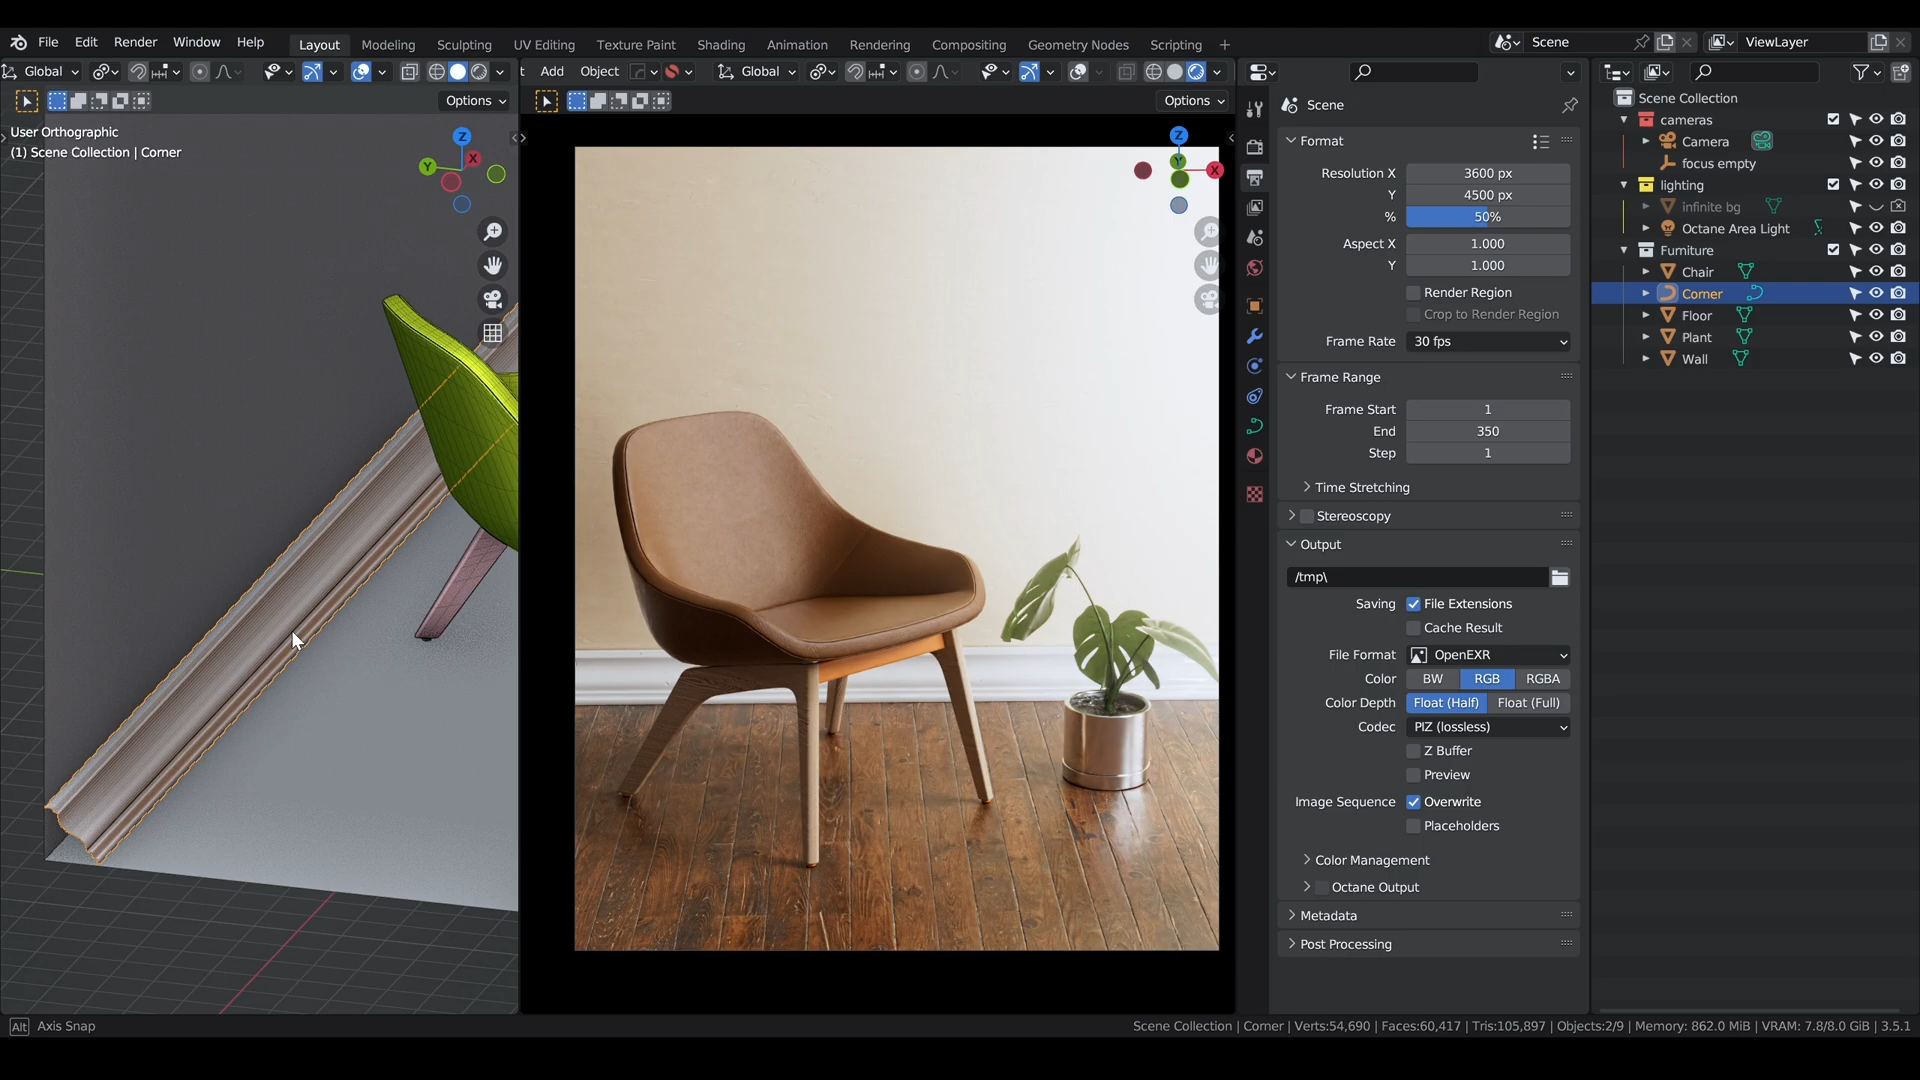 File Edit Render Window Help Layout Modeling Sculpting UV Editing Texture Paint Shading Animation Rendering Compositing Geometry Nodes Scripting + Scene ViewLayer
Global Add Object Global
Options Options
User Orthographic
(1) Scene Collection | Corner
Z
Y
X
Z
Y
X
Scene
Format
Resolution X 3600 px
Y 4500 px
% 50%
Aspect X 1.000
Y 1.000
Render Region
Crop to Render Region
Frame Rate 30 fps
Frame Range
Frame Start 1
End 350
Step 1
Time Stretching
Stereoscopy
Output
/tmp\
Saving File Extensions
Cache Result
File Format OpenEXR
Color BW RGB RGBA
Color Depth Float (Half) Float (Full)
Codec PIZ (lossless)
Z Buffer
Preview
Image Sequence Overwrite
Placeholders
Color Management
Octane Output
Metadata
Post Processing
Scene Collection
cameras
Camera
focus empty
lighting
infinite bg
Octane Area Light
Furniture
Chair
Corner
Floor
Plant
Wall
Alt Axis Snap
Scene Collection | Corner | Verts:54,690 | Faces:60,417 | Tris:105,897 | Objects:2/9 | Memory: 862.0 MiB | VRAM: 7.8/8.0 GiB | 3.5.1